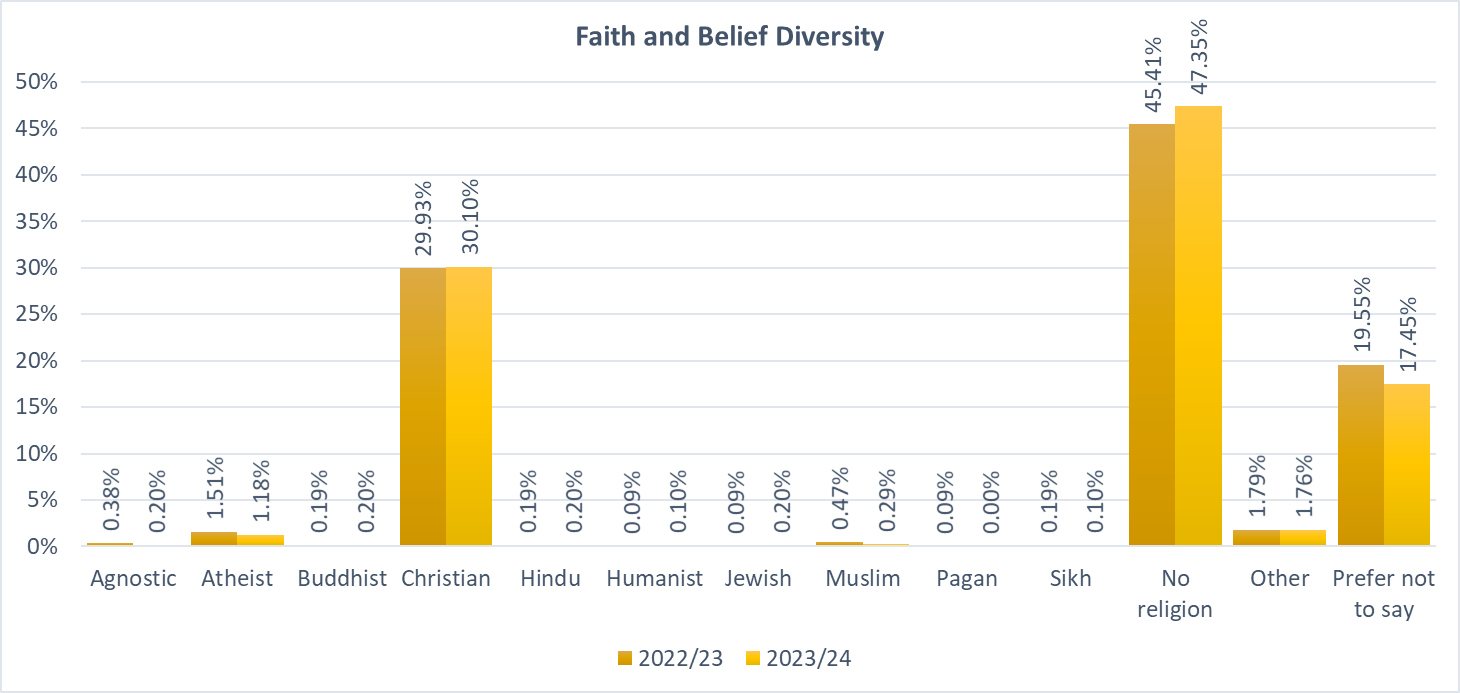 Faith and Belief Diversity
50%
45%
40%
35%
30%
25%
20%
15%
10%
5%
0%
0.38%
0.20%
1.51%
1.18%
0.19%
0.20%
29.93%
30.10%
0.19%
0.20%
0.09%
0.10%
0.09%
0.20%
0.47%
0.29%
0.09%
0.00%
0.19%
0.10%
45.41%
47.35%
1.79%
1.76%
19.55%
17.45%
Agnostic
Atheist
Buddhist
Christian
Hindu
Humanist
Jewish
Muslim
Pagan
Sikh
No
religion
Other
Prefer not
to say
2022/23
2023/24